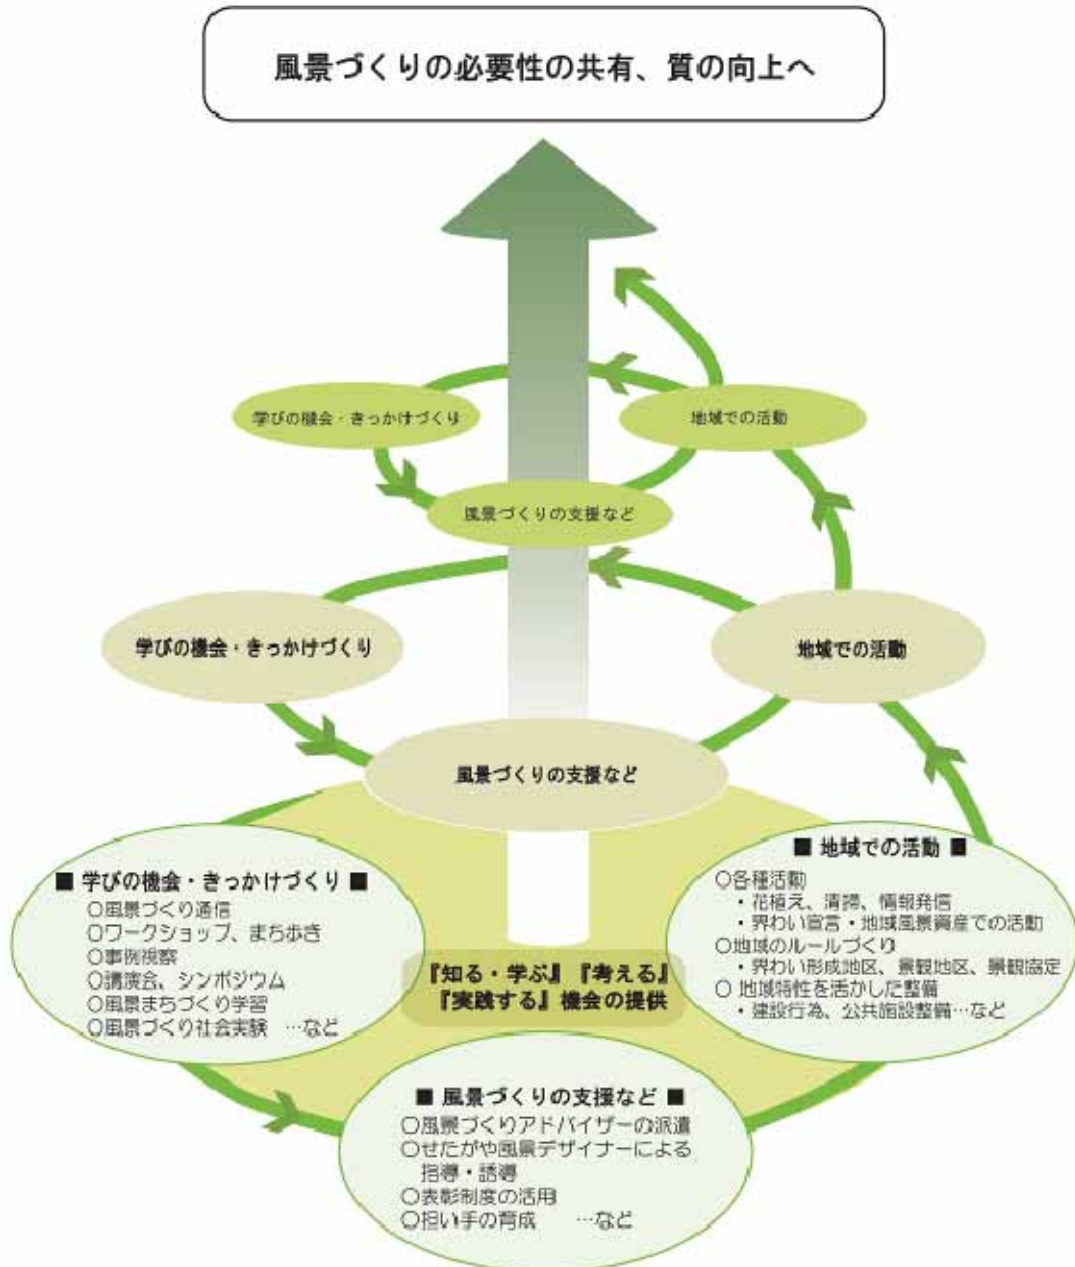 風景づくりの必要性の共有、質の向上へ
学びの機会・きっかけづくり
地域での活動
風景づくりの支援など
学びの機会・きっかけづくり
地域での活動
風景づくりの支援など
■ 学びの機会・きっかけづくり ■
○風景づくり通信
○ワークショップ、まち歩き
○事例視察
○講演会、シンポジウム
○風景まちづくり学習
○風景づくり社会実験 …など
■ 地域での活動 ■
○各種活動
・花植え、清掃、情報発信
・界わい宣言・地域風景資産での活動
○地域のルールづくり
・界わい形成地区、景観地区、景観協定
○ 地域特性を活かした整備
・建設行為、公共施設整備…など
『知る・学ぶ』『考える』
『実践する』機会の提供
■ 風景づくりの支援など ■
○風景づくりアドバイザーの派遣
○せたがや風景デザイナーによる
指導・誘導
○表彰制度の活用
○担い手の育成 …など